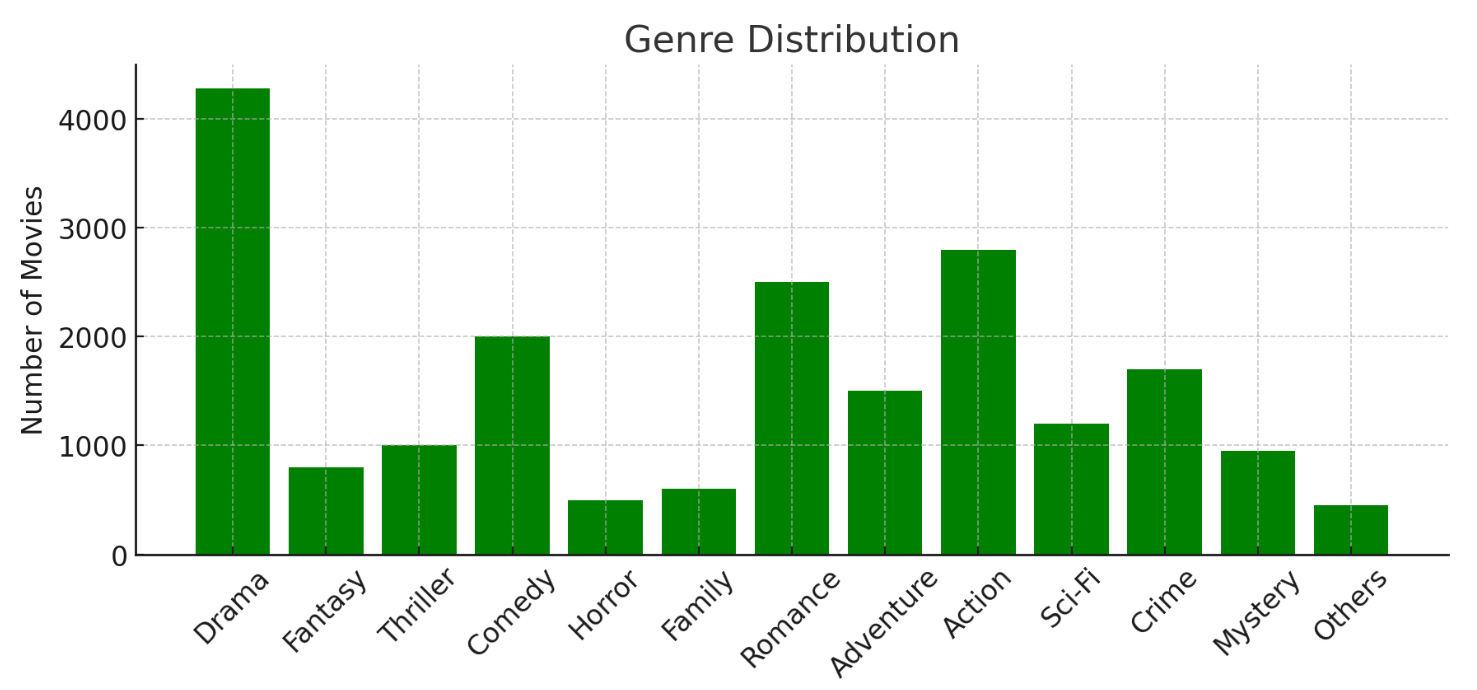 Genre Distribution
Number of Movies
4000
3000
2000
1000
0
Drama
Fantasy
Thriller
Comedy
Horror
Family
Romance
Adventure
Action
Sci-Fi
Crime
Mystery
Others